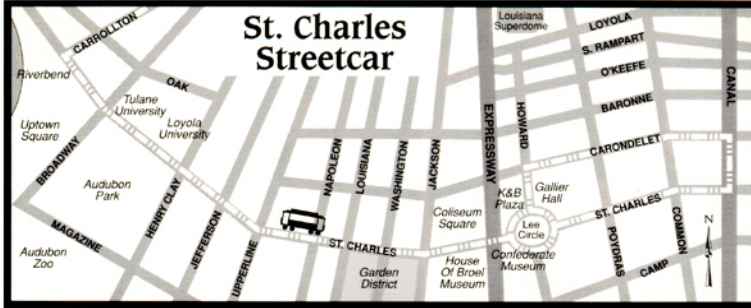 St. Charles
Streetcar
CARROLLTON
Riverbend
OAK
Tulane
University
Loyola
University
Uptown
Square
BROADWAY
Audubon
Park
HENRY CLAY
MAGAZINE
JEFFERSON
Audubon
Zoo
UPPERLINE
NAPOLEON
LOUISIANA
WASHINGTON
JACKSON
ST. CHARLES
Garden
District
Coliseum
Square
House
Of Broel
Museum
EXPRESSWAY
Louisiana
Superdome
HOWARD
LOYOLA
S. RAMPART
O'KEEFE
BARONNE
CARONDELET
CANAL
K&B
Plaza
Gallier
Hall
Lee
Circle
ST. CHARLES
Confederate
Museum
POYDRAS
COMMON
CAMP
N